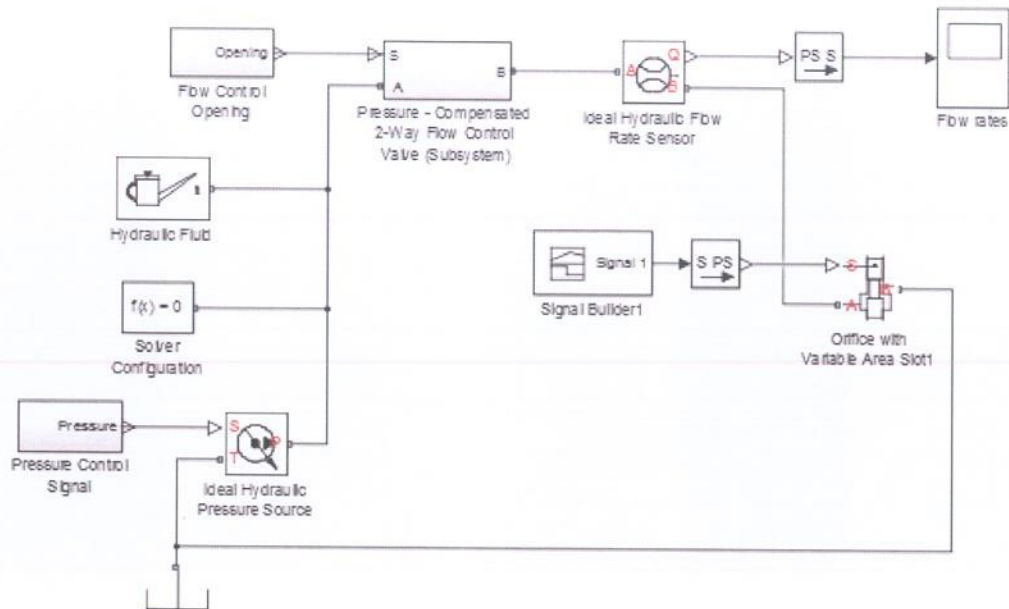 Opening
Flow Control
Opening
S
A
B
Pressure - Compensated
2-Way Flow Control
Valve (Subsystem)
A
Q
B
Ideal Hydraulic Flow
Rate Sensor
PS S
Flow rates
Hydraulic Fluid
f(x) = 0
Solver
Configuration
Signal 1
Signal Builder1
S PS
S
A
B
Orifice with
Variable Area Slot1
Pressure
Pressure Control
Signal
S
P
T
Ideal Hydraulic
Pressure Source